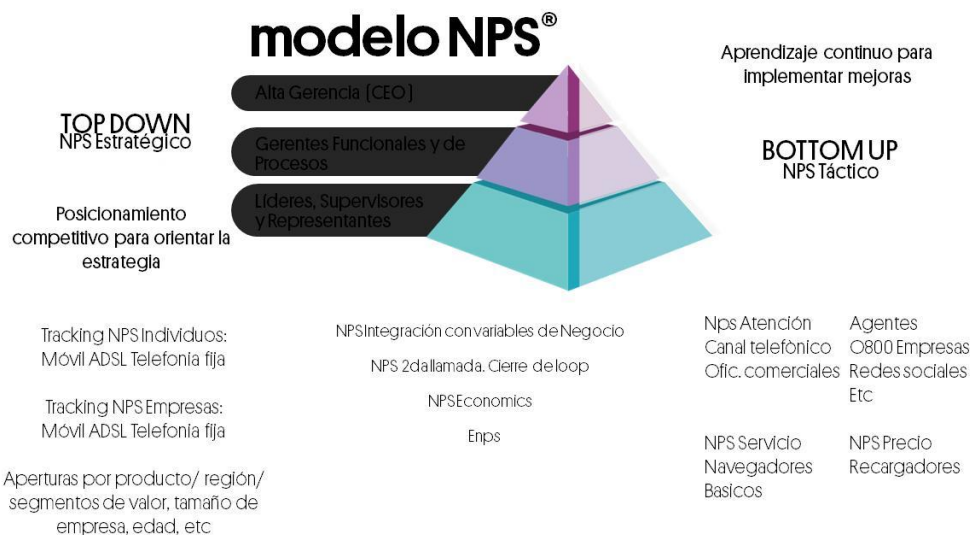 modelo NPS®
Alta Gerencia (CEO)
Gerentes Funcionales y de
Procesos
Líderes, Supervisores
y Representantes
TOP DOWN
NPS Estratégico
Posicionamiento
competitivo para orientar la
estrategia
Aprendizaje continuo para
implementar mejoras
BOTTOM UP
NPS Táctico
Tracking NPS Individuos:
Móvil ADSL Telefonia fija
Tracking NPS Empresas:
Móvil ADSL Telefonia fija
Aperturas por producto/ región/
segmentos de valor, tamaño de
empresa, edad, etc
NPS Integración con variables de Negocio
NPS 2da llamada. Cierre de loop
NPS Economics
Enps
Nps Atención
Canal telefònico
Ofic. comerciales
Agentes
0800 Empresas
Redes sociales
Etc
NPS Servicio
Navegadores
Basicos
NPS Precio
Recargadores